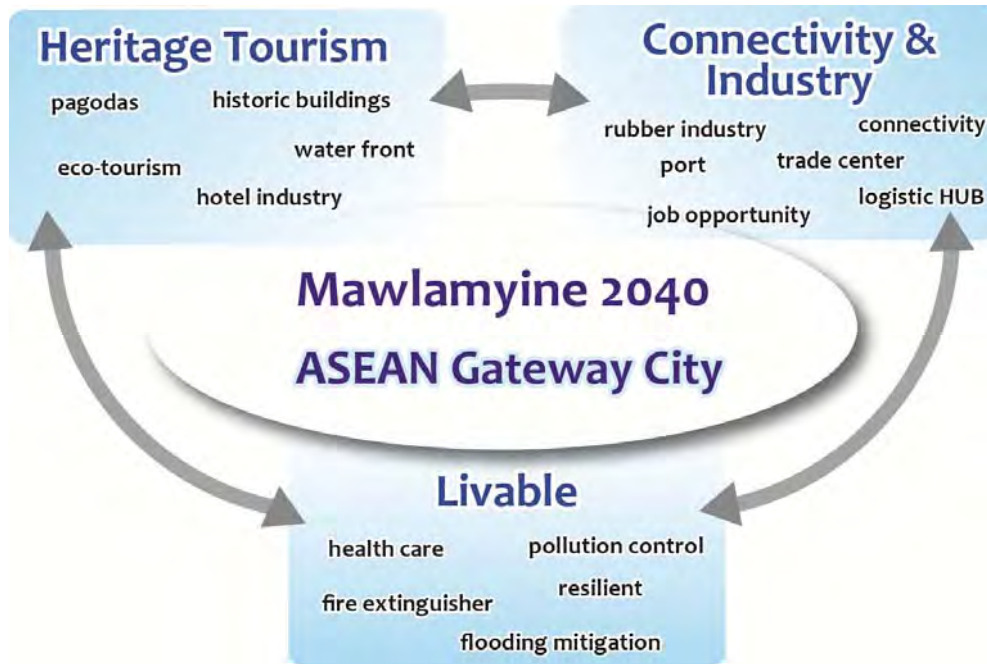 Heritage Tourism
pagodas
historic buildings
water front
eco-tourism
hotel industry
Connectivity &
Industry
rubber industry
connectivity
port
trade center
logistic HUB
job opportunity
Mawlamyine 2040
ASEAN Gateway City
Livable
health care
pollution control
resilient
fire extinguisher
flooding mitigation